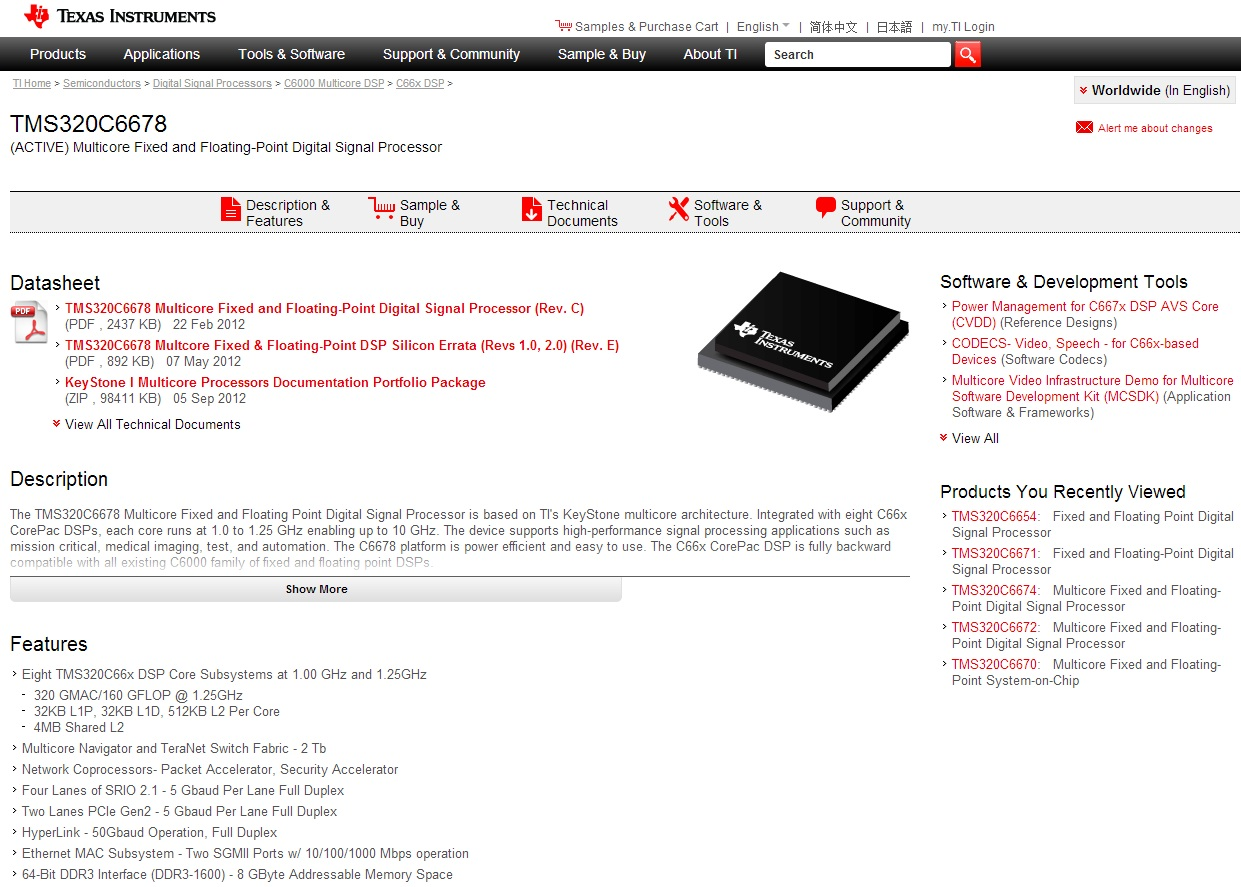 TEXAS INSTRUMENTS
Samples & Purchase Cart | English | 简体中文 | 日本語 | my.TI Login
Products Applications Tools & Software Support & Community Sample & Buy About TI Search
TI Home > Semiconductors > Digital Signal Processors > C6000 Multicore DSP > C66x DSP >
Worldwide (In English)
Alert me about changes
TMS320C6678
(ACTIVE) Multicore Fixed and Floating-Point Digital Signal Processor
Description &
Features
Sample &
Buy
Technical
Documents
Software &
Tools
Support &
Community
Datasheet
PDF
TMS320C6678 Multicore Fixed and Floating-Point Digital Signal Processor (Rev. C)
(PDF , 2437 KB) 22 Feb 2012
TMS320C6678 Multicore Fixed & Floating-Point DSP Silicon Errata (Revs 1.0, 2.0) (Rev. E)
(PDF , 892 KB) 07 May 2012
KeyStone I Multicore Processors Documentation Portfolio Package
(ZIP , 98411 KB) 05 Sep 2012
View All Technical Documents
TEXAS
INSTRUMENTS
Software & Development Tools
Power Management for C667x DSP AVS Core
(CVDD) (Reference Designs)
CODECS- Video, Speech - for C66x-based
Devices (Software Codecs)
Multicore Video Infrastructure Demo for Multicore
Software Development Kit (MCSDK) (Application
Software & Frameworks)
View All
Description
The TMS320C6678 Multicore Fixed and Floating Point Digital Signal Processor is based on TI's KeyStone multicore architecture. Integrated with eight C66x
CorePac DSPs, each core runs at 1.0 to 1.25 GHz enabling up to 10 GHz. The device supports high-performance signal processing applications such as
mission critical, medical imaging, test, and automation. The C6678 platform is power efficient and easy to use. The C66x CorePac DSP is fully backward
compatible with all existing C6000 family of fixed and floating point DSPs.
Show More
Products You Recently Viewed
TMS320C6654: Fixed and Floating Point Digital
Signal Processor
TMS320C6671: Fixed and Floating-Point Digital
Signal Processor
TMS320C6674: Multicore Fixed and Floating-
Point Digital Signal Processor
TMS320C6672: Multicore Fixed and Floating-
Point Digital Signal Processor
TMS320C6670: Multicore Fixed and Floating-
Point System-on-Chip
Features
Eight TMS320C66x DSP Core Subsystems at 1.00 GHz and 1.25GHz
- 320 GMAC/160 GFLOP @ 1.25GHz
- 32KB L1P, 32KB L1D, 512KB L2 Per Core
- 4MB Shared L2
Multicore Navigator and TeraNet Switch Fabric - 2 Tb
Network Coprocessors- Packet Accelerator, Security Accelerator
Four Lanes of SRIO 2.1 - 5 Gbaud Per Lane Full Duplex
Two Lanes PCIe Gen2 - 5 Gbaud Per Lane Full Duplex
HyperLink - 50Gbaud Operation, Full Duplex
Ethernet MAC Subsystem - Two SGMII Ports w/ 10/100/1000 Mbps operation
64-Bit DDR3 Interface (DDR3-1600) - 8 GByte Addressable Memory Space